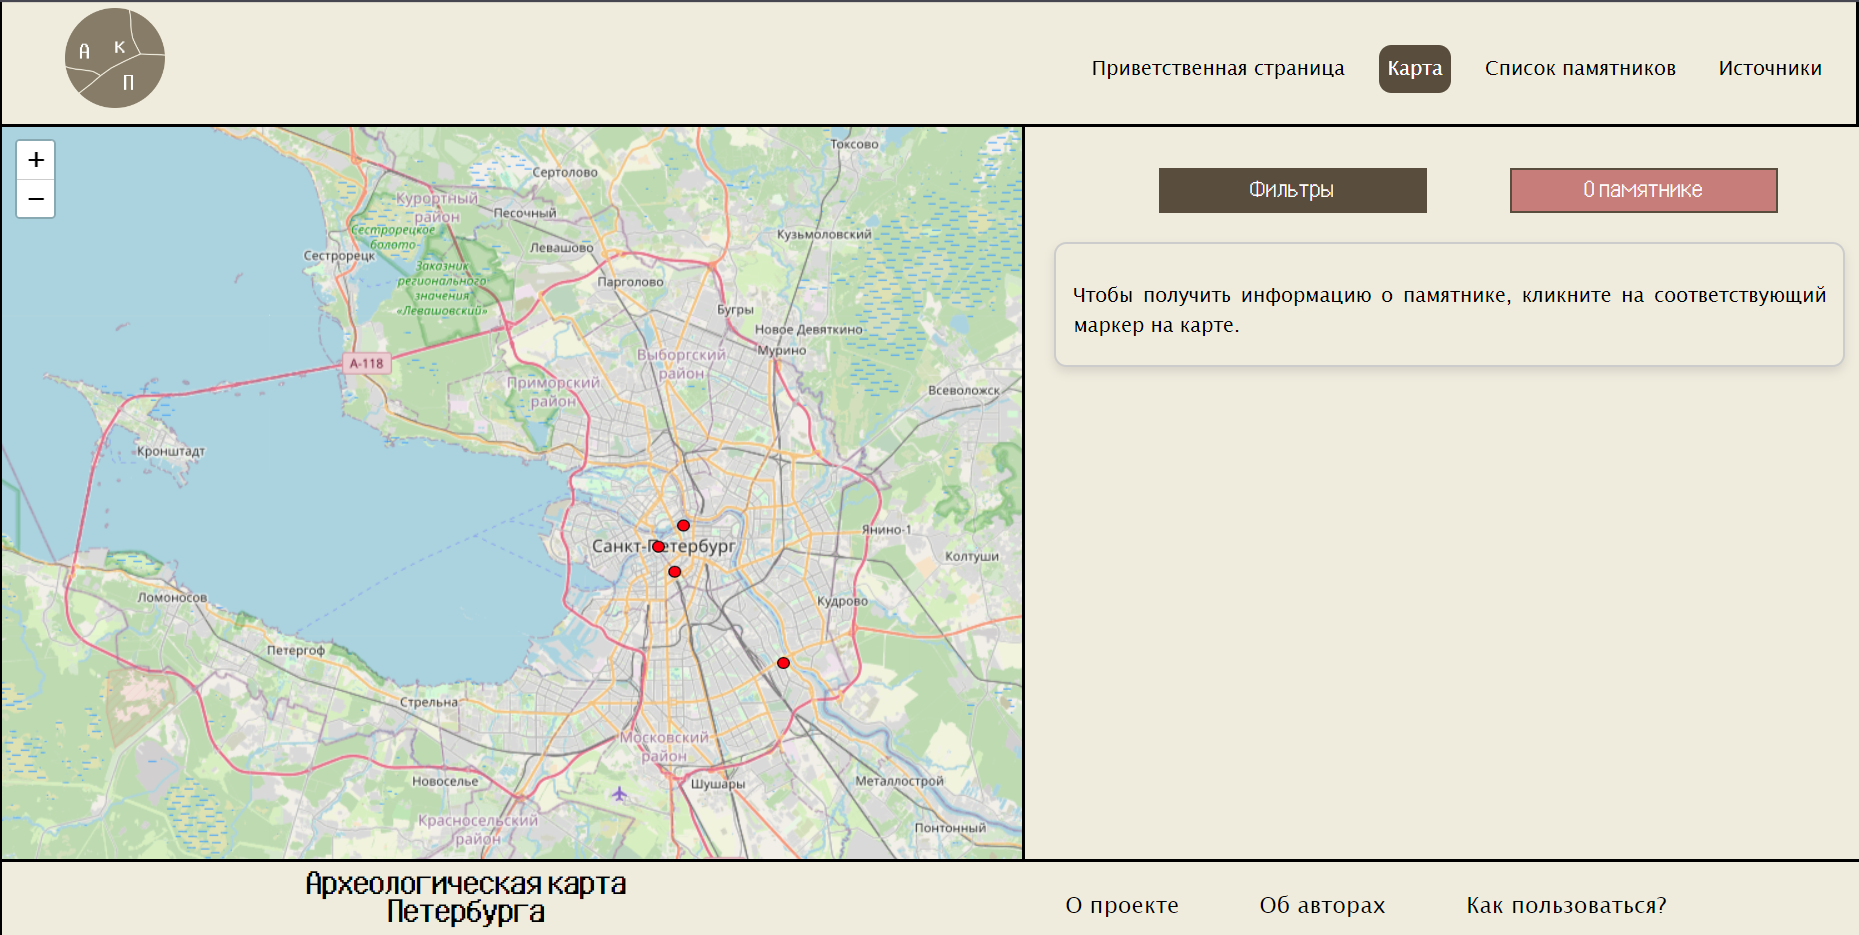 А К П
Приветственная страница
Карта
Список памятников
Источники
+
−
Токсово
Сертолово
Курортный
район
Песочный
Сестрорецкое
болото
Левашово
Кузьмоловский
Сестрорецк
Заказник
регионального
значения
«Левашовский»
Парголово
Бугры
Новое Девяткино
Мурино
Выборгский
район
А-118
Приморский
район
Всеволожск
Кронштадт
Янино-1
Санкт-Петербург
Колтуши
Ломоносов
Кудрово
Петергоф
Стрельна
Московский
район
Новоселье
Шушары
Металлострой
Красносельский
район
Понтонный
Фильтры
О памятнике
Чтобы получить информацию о памятнике, кликните на соответствующий
маркер на карте.
Археологическая карта
Петербурга
О проекте
Об авторах
Как пользоваться?